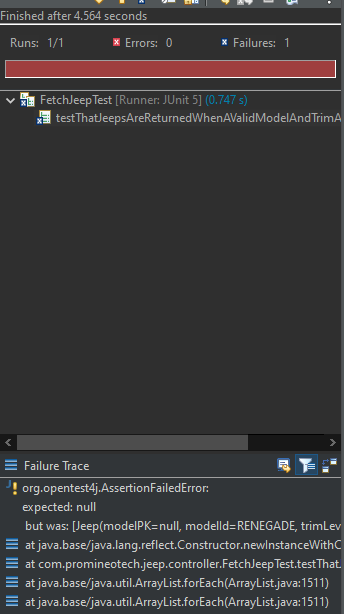 Finished after 4.564 seconds
Runs: 1/1 Errors: 0 Failures: 1
FetchJeepTest [Runner: JUnit 5] (0.747 s)
testThatJeepsAreReturnedWhenAValidModelAndTrimA
Failure Trace
org.opentest4j.AssertionFailedError:
expected: null
but was: [Jeep(modelPK=null, modelId=RENEGADE, trimLev
at java.base/java.lang.reflect.Constructor.newInstanceWithC
at com.promineotech.jeep.controller.FetchJeepTest.testThat.
at java.base/java.util.ArrayList.forEach(ArrayList.java:1511)
at java.base/java.util.ArrayList.forEach(ArrayList.java:1511)